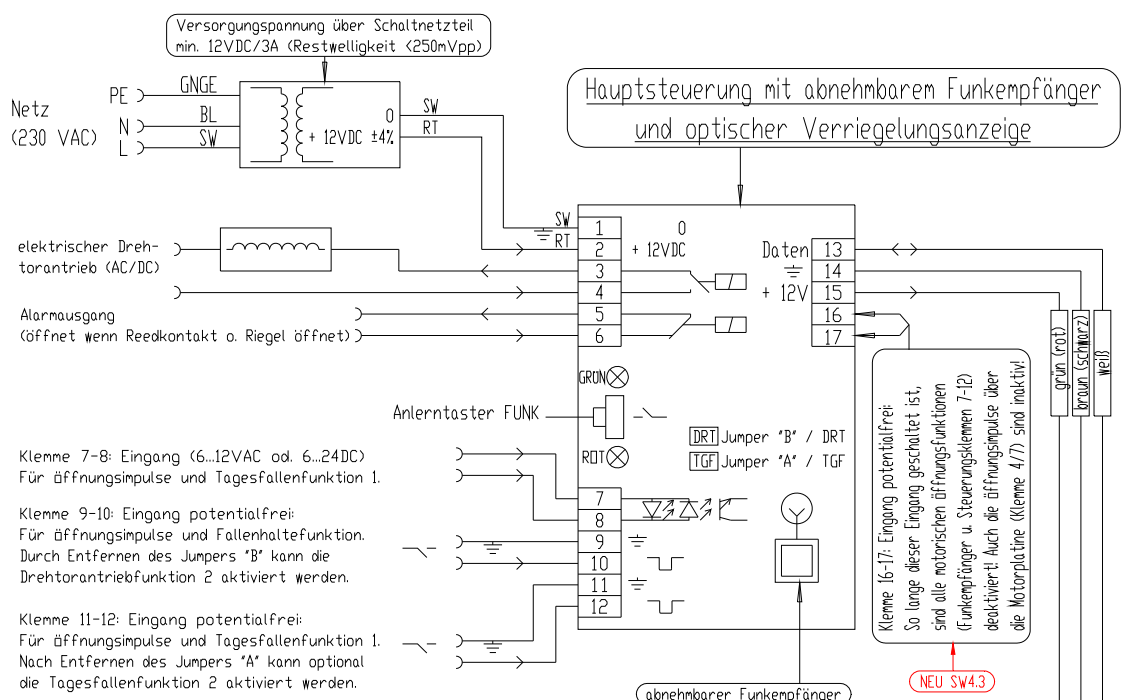 Versorgungspannung über Schaltnetzteil
min. 12VDC/3A (Restwelligkeit <250mVpp)
Hauptsteuerung mit abnehmbarem Funkempfänger
und optischer Verriegelungsanzeige
Netz
(230 VAC)
PE
GNGE
N
BL
L
SW
0
+ 12VDC ±4%
SW
RT
SW
RT
1
2
3
4
5
6
0
+ 12VDC
Daten
+ 12V
13
14
15
16
17
elektrischer Dreh-
torantrieb (AC/DC)
Alarmausgang
(öffnet wenn Reedkontakt o. Riegel öffnet)
GRÜN
Anlerntaster FUNK
ROT
DRT Jumper "B" / DRT
TGF Jumper "A" / TGF
Klemme 7-8: Eingang (6...12VAC od. 6...24DC)
Für Öffnungsimpulse und Tagesfallenfunktion 1.
Klemme 9-10: Eingang potentialfrei:
Für Öffnungsimpulse und Fallenhaltefunktion.
Durch Entfernen des Jumpers "B" kann die
Drehtorantriebfunktion 2 aktiviert werden.
Klemme 11-12: Eingang potentialfrei:
Für Öffnungsimpulse und Tagesfallenfunktion 1.
Nach Entfernen des Jumpers "A" kann optional
die Tagesfallenfunktion 2 aktiviert werden.
7
8
9
10
11
12
grün (rot)
braun (schwarz)
weiß
Klemme 16-17: Eingang potentialfrei:
So lange dieser Eingang geschaltet ist,
sind alle motorischen Öffnungsfunktionen
(Funkempfänger u. Steuerungsklemmen 7-12)
deaktiviert! Auch die Öffnungsimpulse über
die Motorplatine (Klemme 4/7) sind inaktiv!
NEU SW4.3
abnehmbarer Funkempfänger